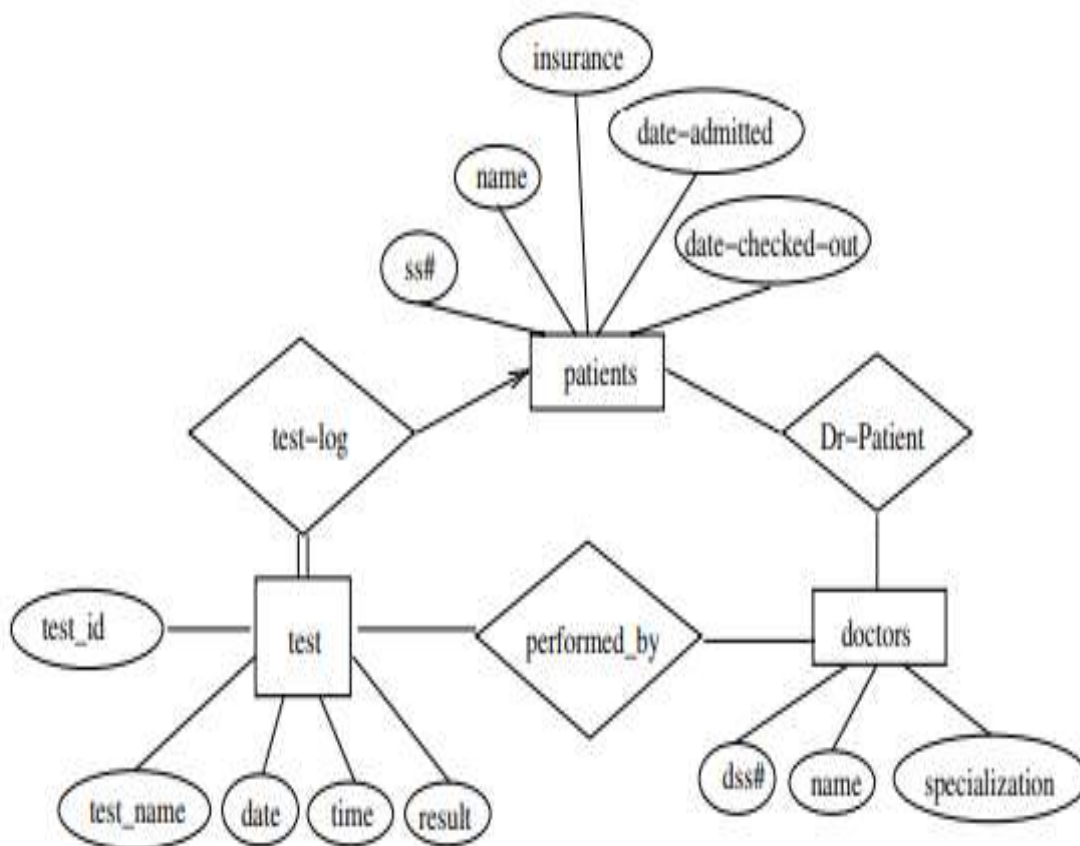 insurance
date=admitted
name
date=checked=out
ss#
patients
test=log
Dr=Patient
test_id
test
performed_by
doctors
test_name
date
time
result
dss#
name
specialization